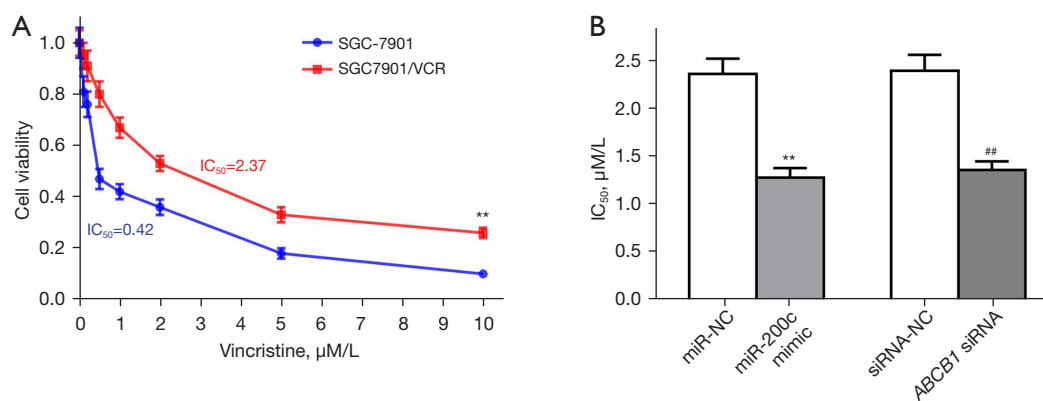 A
Cell viability
1.0
0.8
0.6
0.4
0.2
0.0
SGC-7901
SGC7901/VCR
IC50=2.37
IC50=0.42
**
0 1 2 3 4 5 6 7 8 9 10
Vincristine, μM/L
B
IC50, μM/L
2.5
2.0
1.5
1.0
0.5
0.0
**
##
miR-NC
miR-200c
mimic
siRNA-NC
ABCB1 siRNA